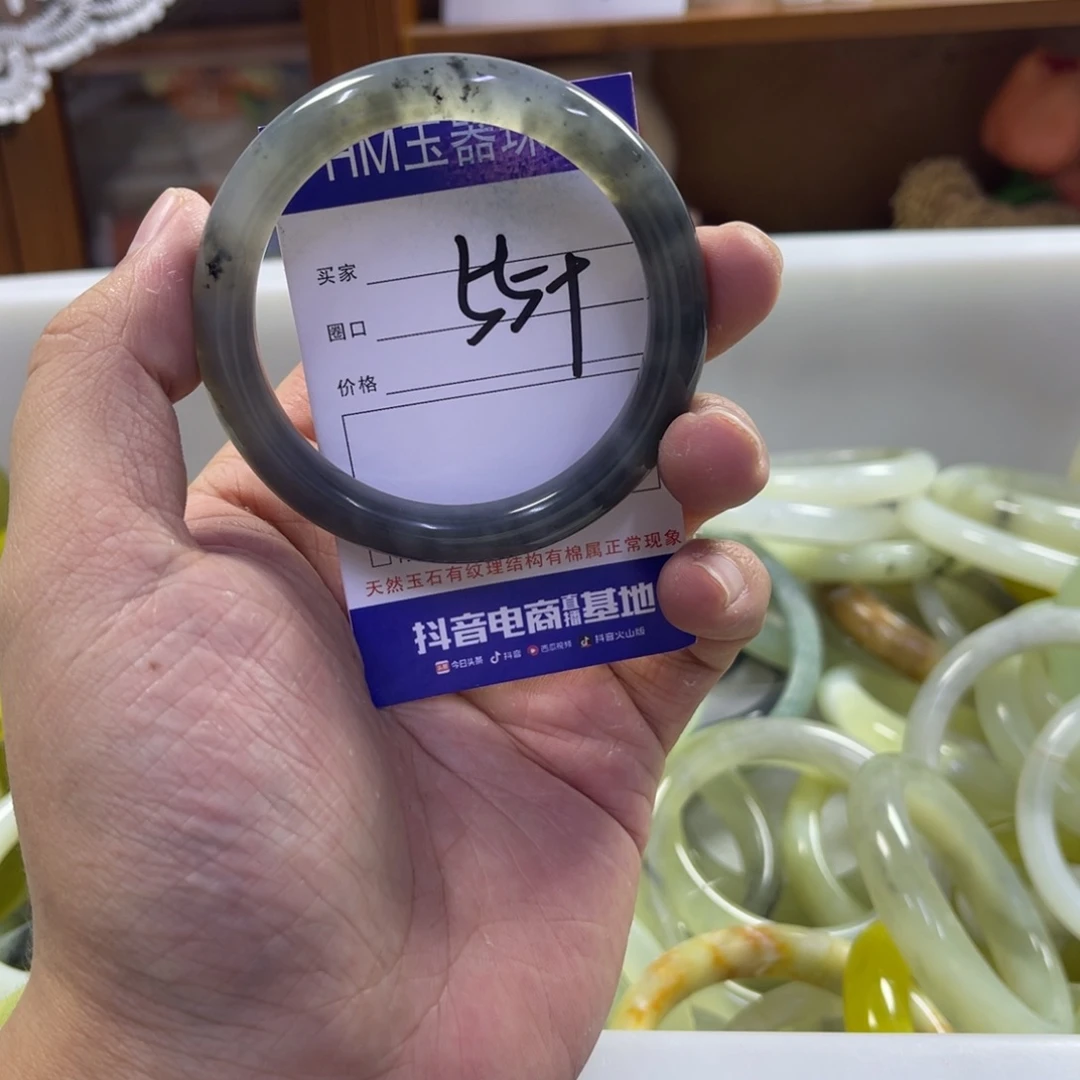 HM玉器珠
买家
圈口
价格
天然玉石有纹理结构有棉属正常现象
抖音电商直播基地
今日头条 抖音 西瓜视频 抖音火山版